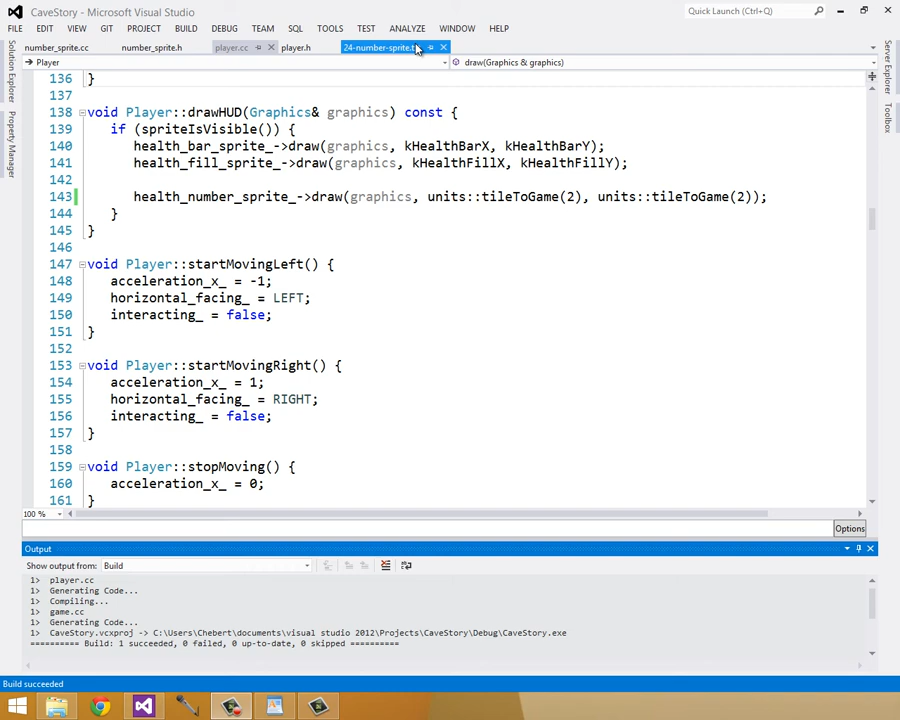 CaveStory - Microsoft Visual Studio
Quick Launch (Ctrl+Q)
FILE EDIT VIEW GIT PROJECT BUILD DEBUG TEAM SQL TOOLS TEST ANALYZE WINDOW HELP
number_sprite.cc number_sprite.h player.cc player.h 24-number-sprite.
Player draw(Graphics & graphics)
Solution Explorer
Property Manager
Server Explorer
Toolbox
136 }
137
138 void Player::drawHUD(Graphics& graphics) const {
139 if (spriteIsVisible()) {
140 health_bar_sprite_->draw(graphics, kHealthBarX, kHealthBarY);
141 health_fill_sprite_->draw(graphics, kHealthFillX, kHealthFillY);
142
143 health_number_sprite_->draw(graphics, units::tileToGame(2), units::tileToGame(2));
144 }
145 }
146
147 void Player::startMovingLeft() {
148 acceleration_x_ = -1;
149 horizontal_facing_ = LEFT;
150 interacting_ = false;
151 }
152
153 void Player::startMovingRight() {
154 acceleration_x_ = 1;
155 horizontal_facing_ = RIGHT;
156 interacting_ = false;
157 }
158
159 void Player::stopMoving() {
160 acceleration_x_ = 0;
161 }
100 %
Options
Output
Show output from: Build
1> player.cc
1> Generating Code...
1> Compiling...
1> game.cc
1> Generating Code...
1> CaveStory.vcxproj -> C:\Users\Chebert\documents\visual studio 2012\Projects\CaveStory\Debug\CaveStory.exe
========== Build: 1 succeeded, 0 failed, 0 up-to-date, 0 skipped ==========
Build succeeded